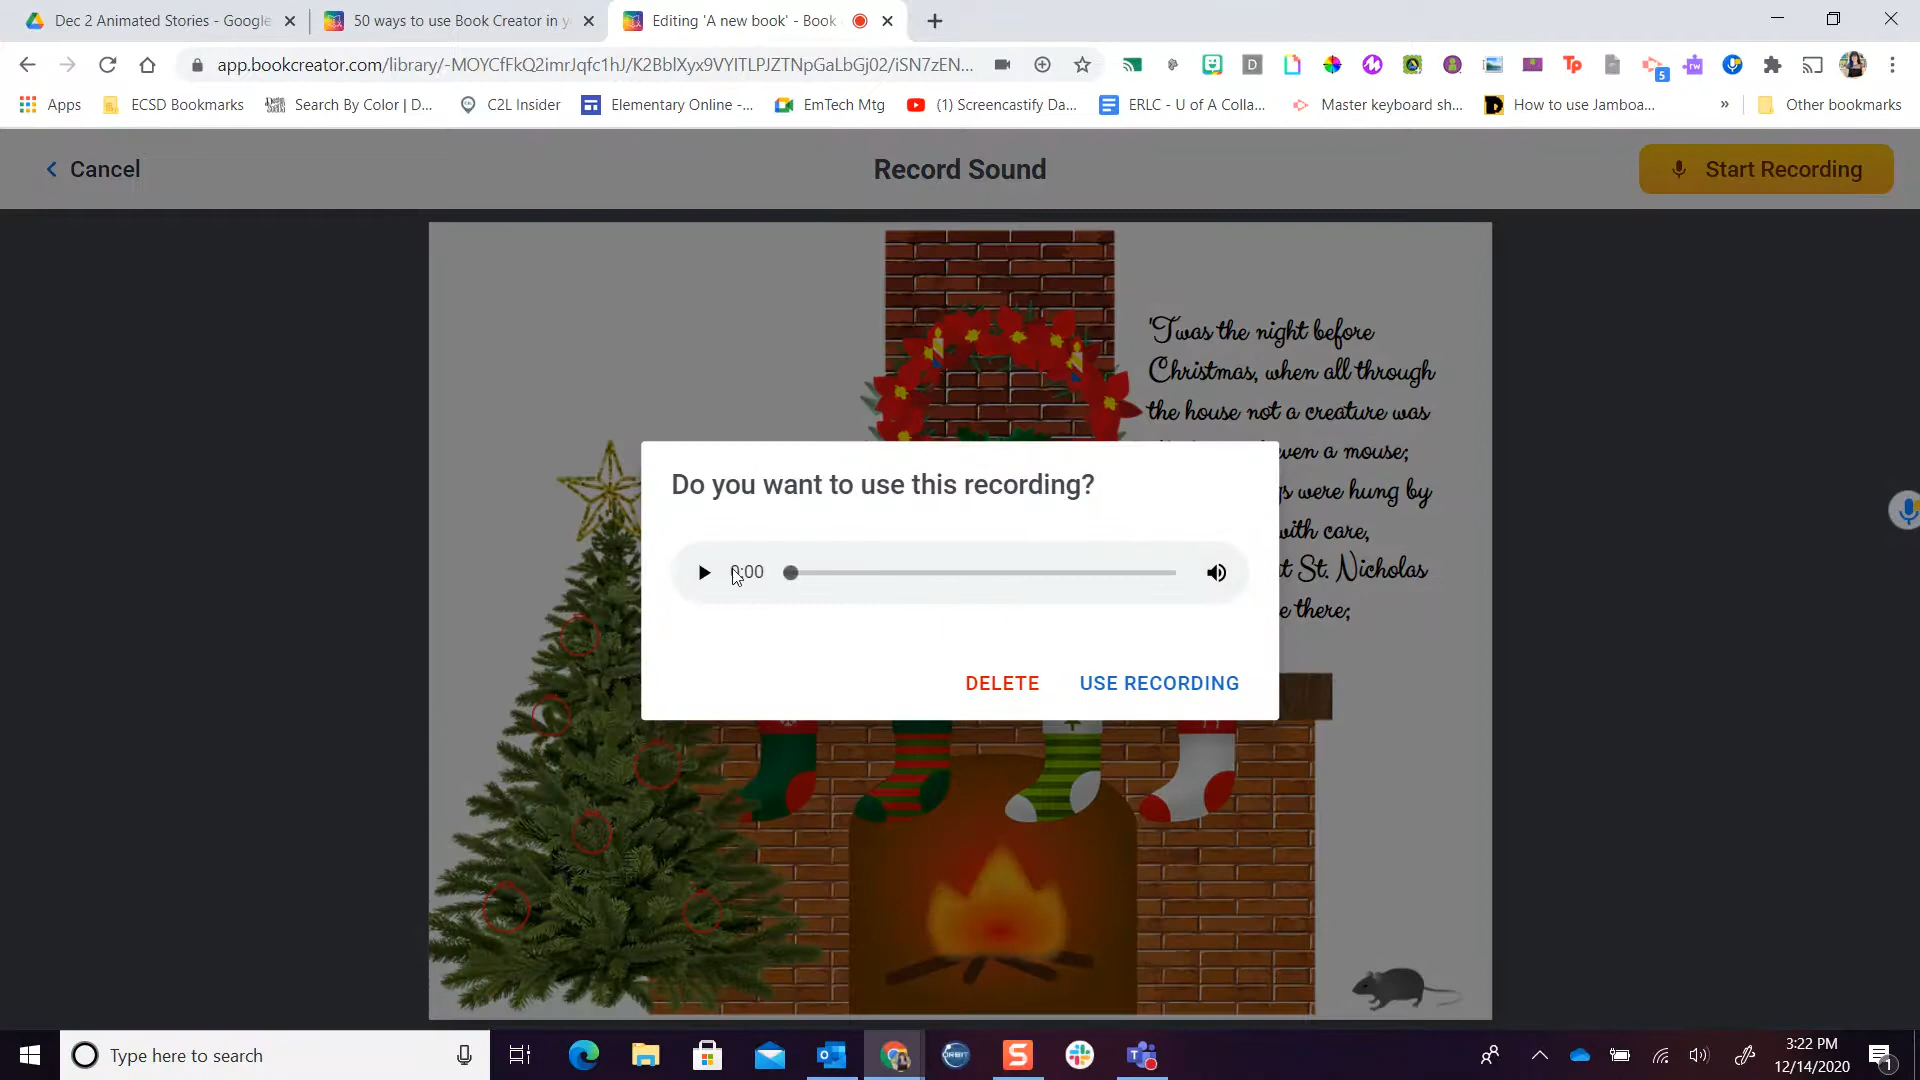 Dec 2 Animated Stories - Google
50 ways to use Book Creator in y
Editing 'A new book' - Book
app.bookcreator.com/library/-MOYCfFkQ2imrJqfc1hJ/K2BblXyx9VYITLPJZTNpGaLbGj02/iSN7zEN...
Apps
ECSD Bookmarks
Search By Color | D...
C2L Insider
Elementary Online -...
EmTech Mtg
(1) Screencastify Da...
ERLC - U of A Colla...
Master keyboard sh...
How to use Jamboa...
»
Other bookmarks
Cancel
Record Sound
Start Recording
'Twas the night before
Christmas, when all through
the house not a creature was
even a mouse;
were hung by
with care,
St. Nicholas
there;
Do you want to use this recording?
0:00
DELETE
USE RECORDING
Type here to search
3:22 PM
12/14/2020